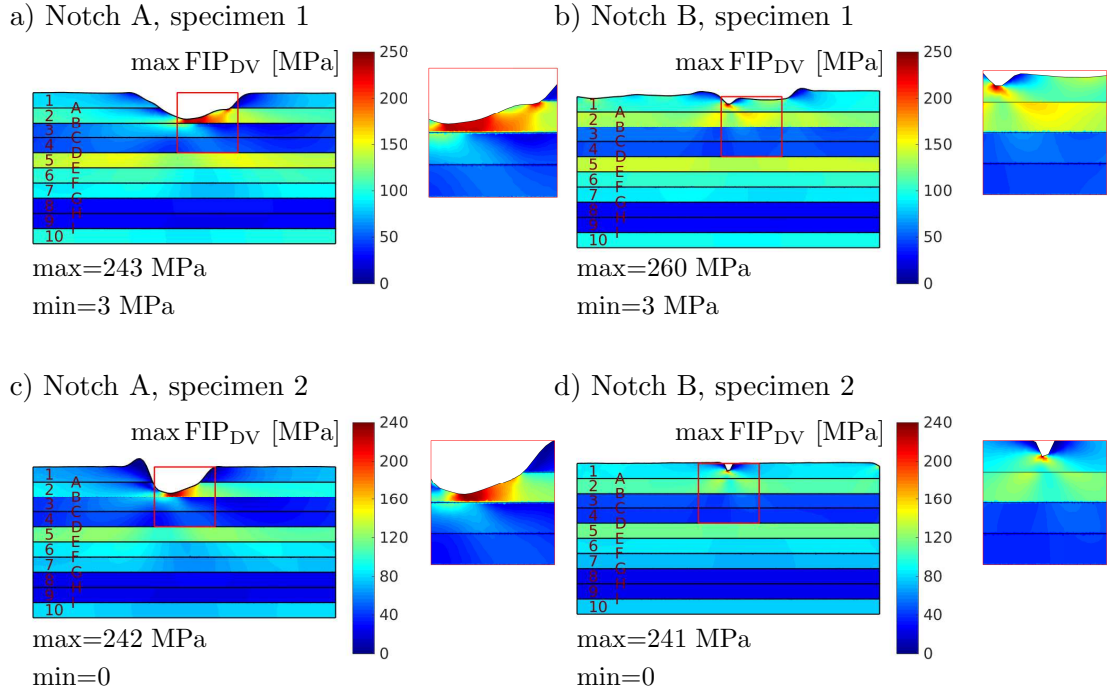 a) Notch A, specimen 1
max FIP_DV [MPa]
250
200
150
100
50
0
1
2
3
4
5
6
7
8
9
10
A
B
C
D
E
F
G
H
I
max=243 MPa
min=3 MPa
b) Notch B, specimen 1
max FIP_DV [MPa]
250
200
150
100
50
0
1
2
3
4
5
6
7
8
9
10
A
B
C
D
E
F
G
H
I
max=260 MPa
min=3 MPa
c) Notch A, specimen 2
max FIP_DV [MPa]
240
200
160
120
80
40
0
1
2
3
4
5
6
7
8
9
10
A
B
C
D
E
F
G
H
I
max=242 MPa
min=0
d) Notch B, specimen 2
max FIP_DV [MPa]
240
200
160
120
80
40
0
1
2
3
4
5
6
7
8
9
10
A
B
C
D
E
F
G
H
I
max=241 MPa
min=0